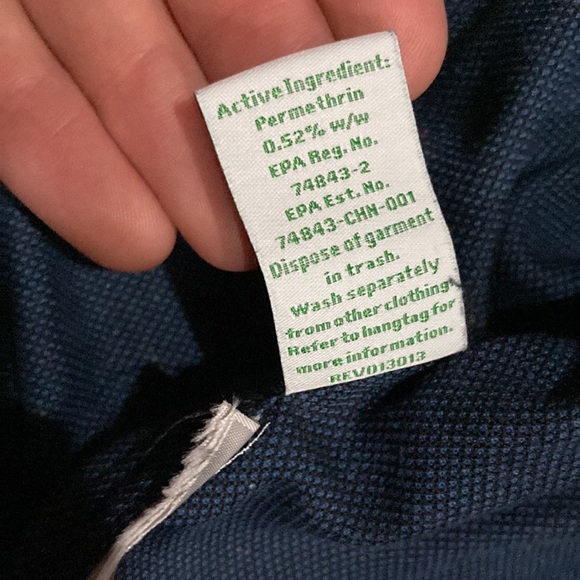 Active Ingredient:
Permethrin
0.52% w/w
EPA Reg. No.
74843-2
EPA Est. No.
74843-CHN-001
Dispose of garment
in trash.
Wash separately
from other clothing
Refer to hangtag for
more information.
REV013013